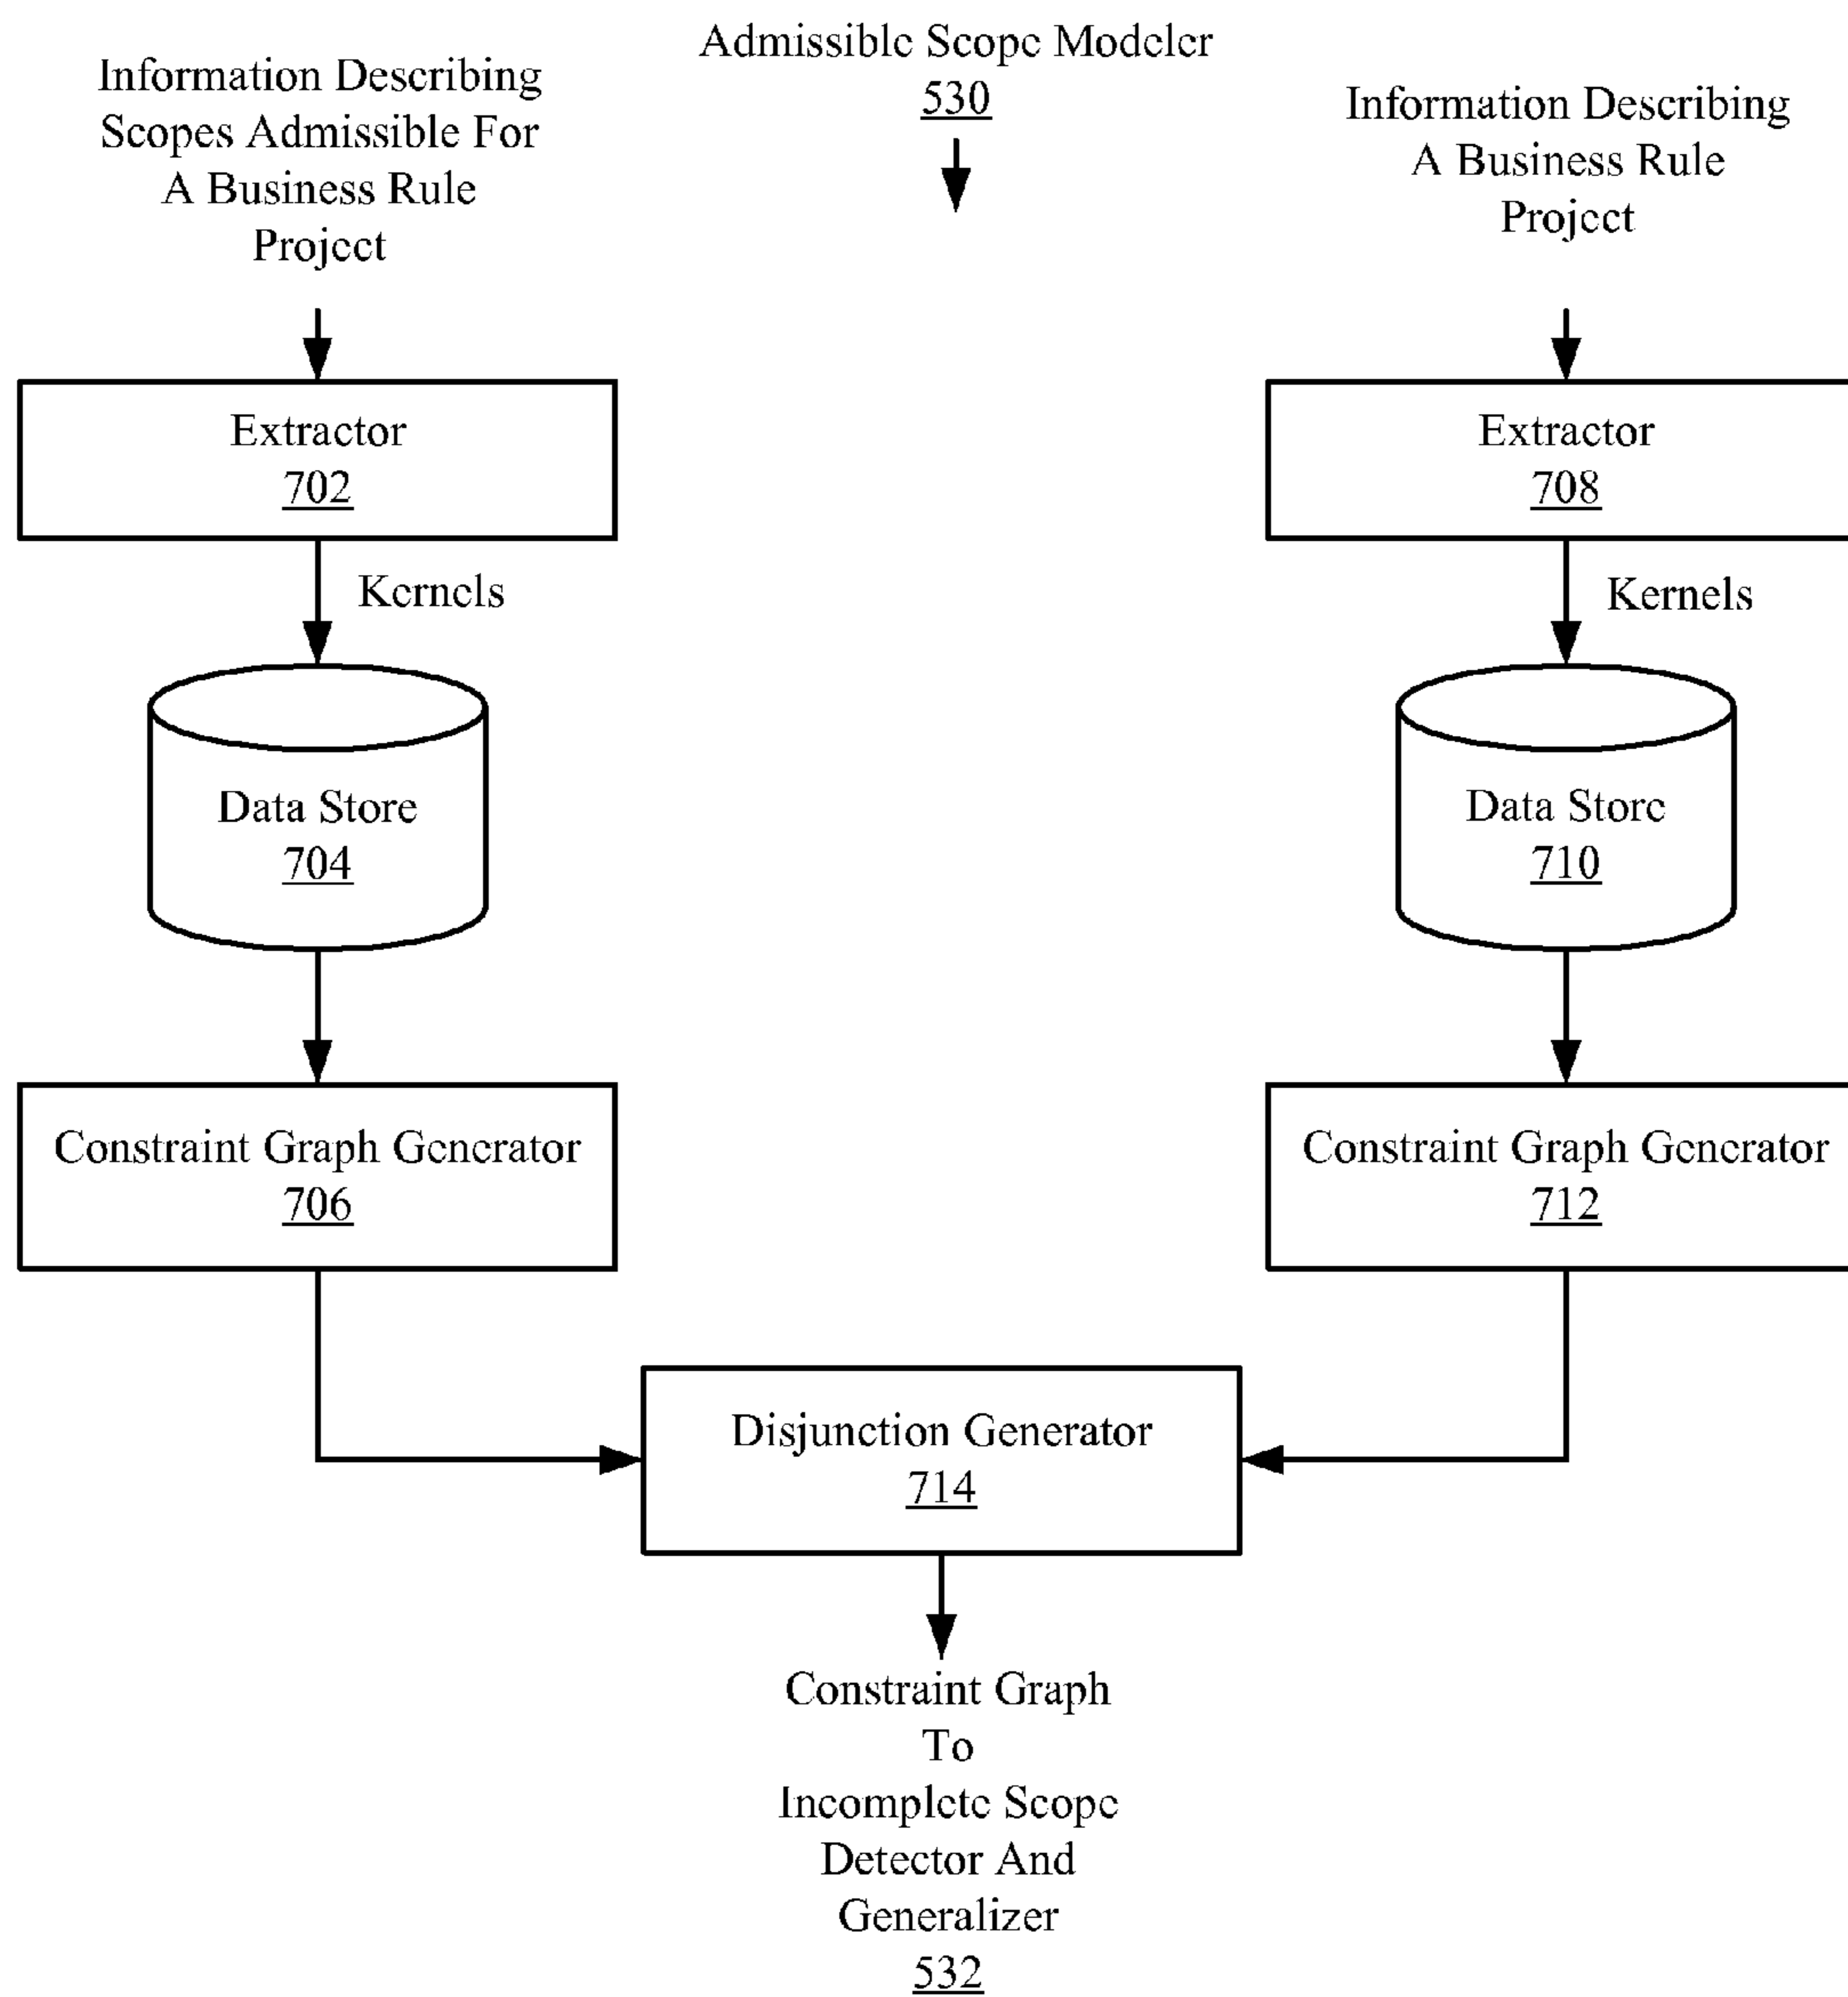 Admissible Scope Modeler
530
Information Describing
Scopes Admissible For
A Business Rule
Project
Information Describing
A Business Rule
Project
Extractor
702
Extractor
708
Kernels
Kernels
Data Store
704
Data Store
710
Constraint Graph Generator
706
Constraint Graph Generator
712
Disjunction Generator
714
Constraint Graph
To
Incomplete Scope
Detector And
Generalizer
532